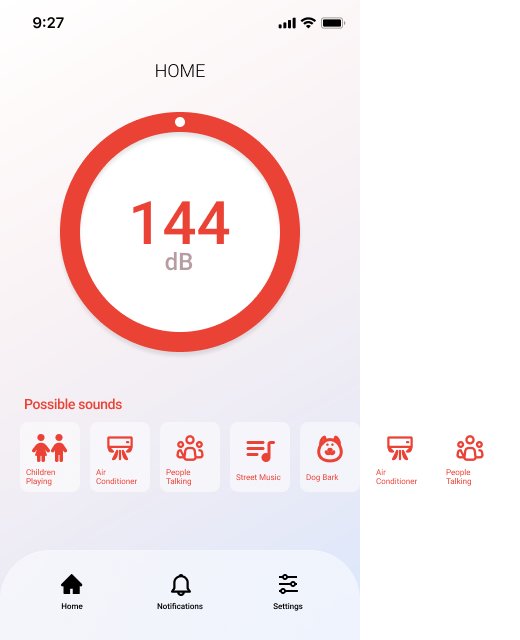 9:27
HOME
144
dB
Possible sounds
Children
Playing
Air
Conditioner
People
Talking
Street Music
Dog Bark
Air
Conditioner
People
Talking
Home
Notifications
Settings